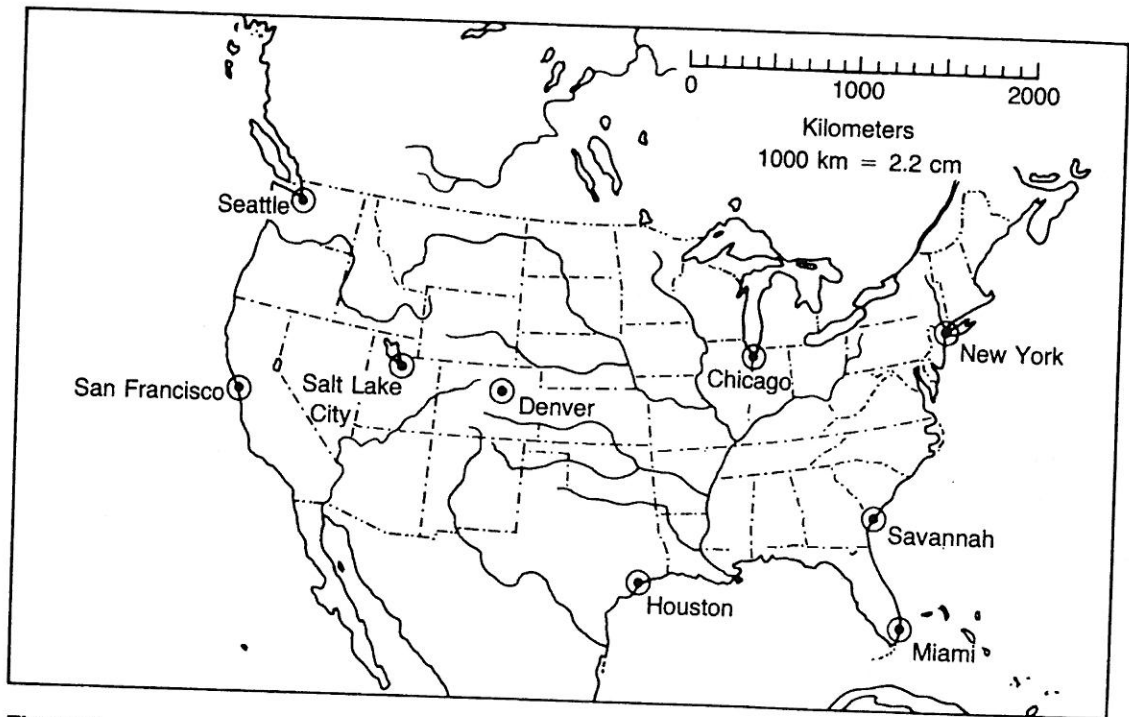 0 1000 2000
Kilometers
1000 km = 2.2 cm
Seattle
New York
San Francisco
Salt Lake
City
Denver
Chicago
Savannah
Houston
Miami